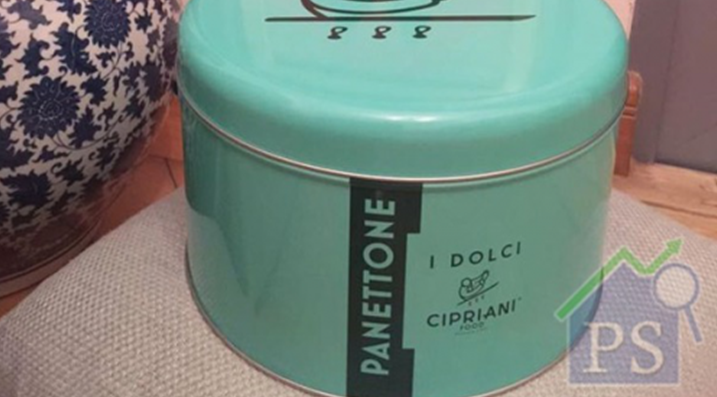 PANETTONE
I DOLCI
CIPRIANI
FOOD
PS